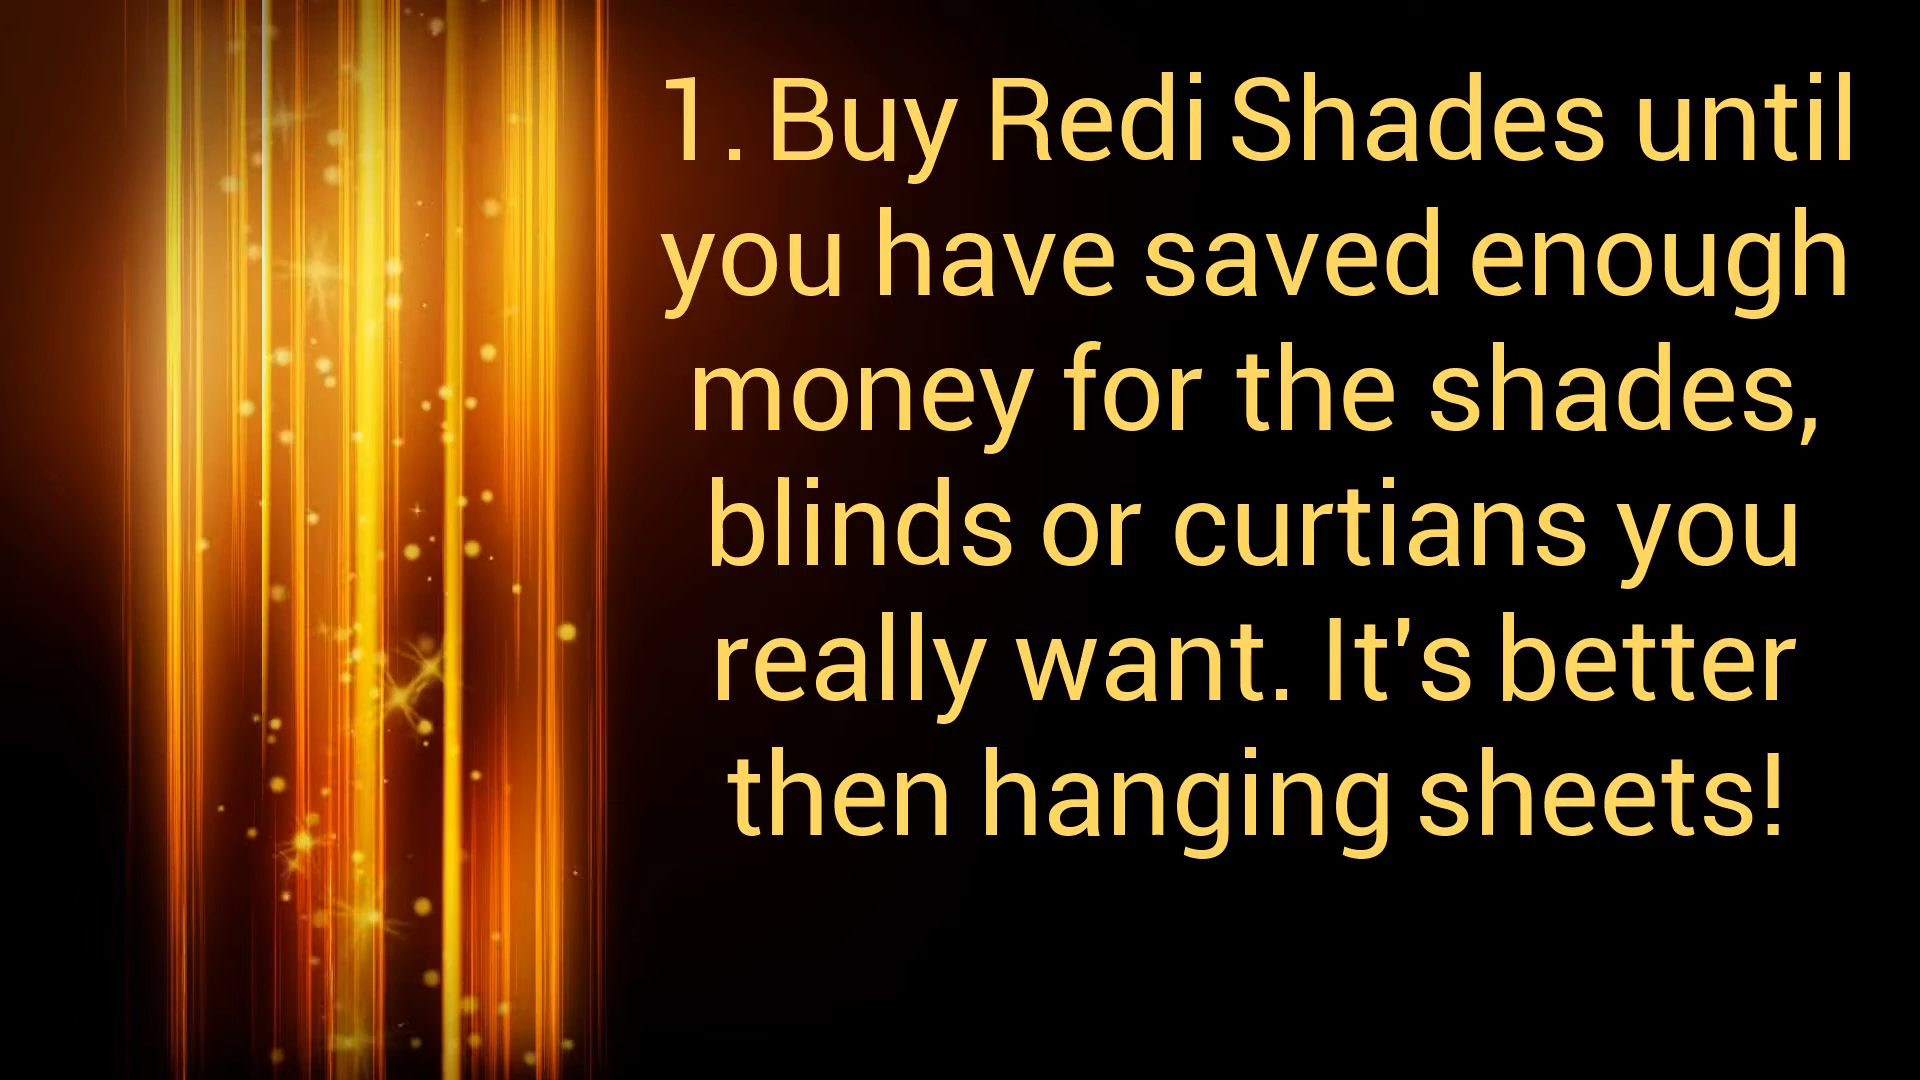 1. Buy Redi Shades until
you have saved enough
money for the shades,
blinds or curtians you
really want. It's better
then hanging sheets!